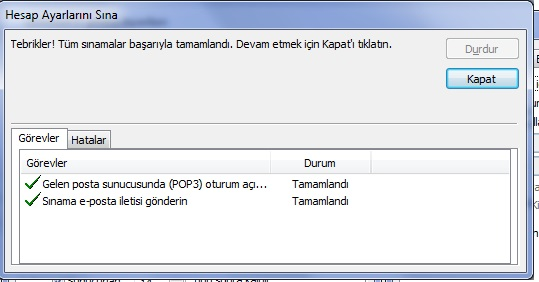 Hesap Ayarlarını Sına
Tebrikler! Tüm sınamalar başarıyla tamamlandı. Devam etmek için Kapat'ı tıklatın.
Durdur
Kapat
Görevler
Hatalar
Görevler Durum
Gelen posta sunucusunda (POP3) oturum açı... Tamamlandı
Sınama e-posta iletisi gönderin Tamamlandı